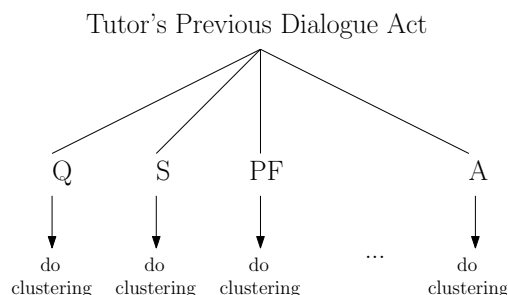 Tutor's Previous Dialogue Act
Q S PF A
...
do do do do
clustering clustering clustering clustering